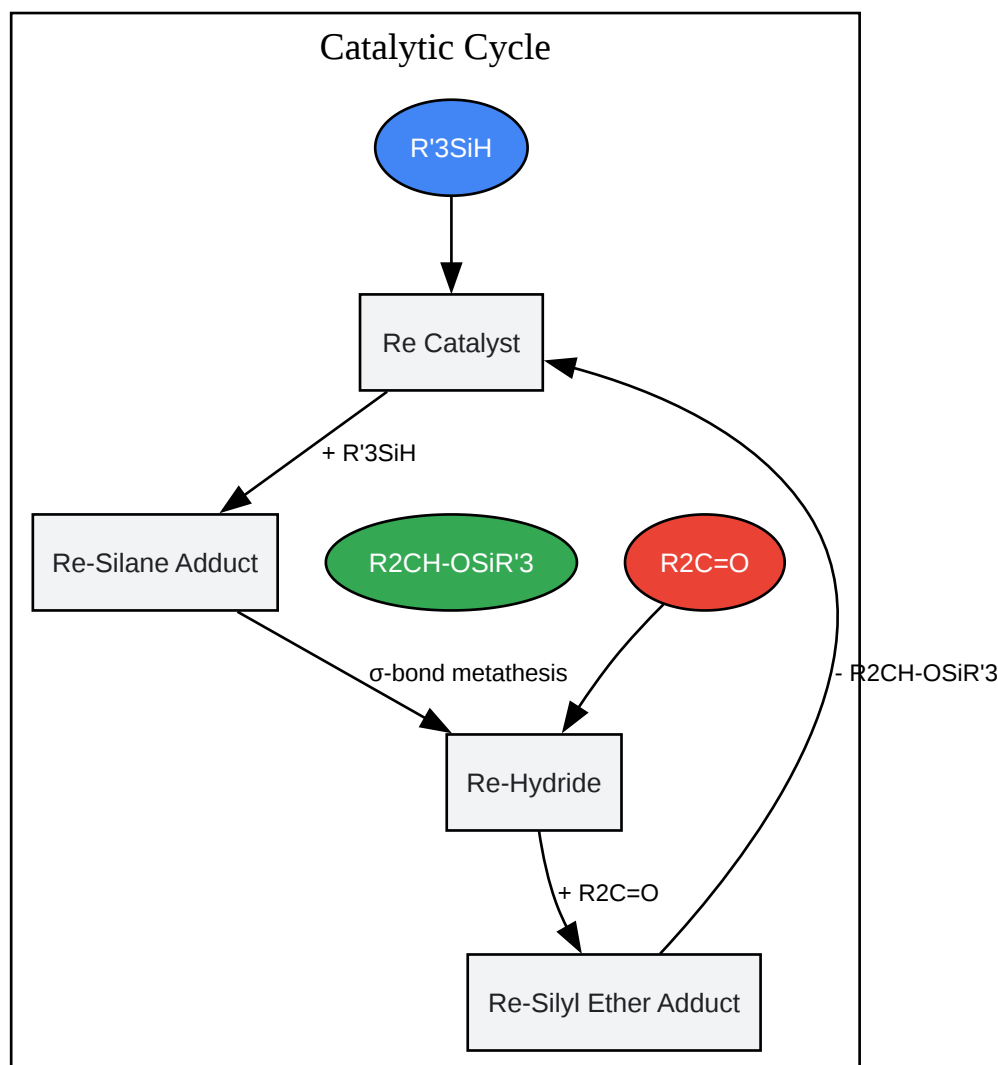 Catalytic Cycle
R'3SiH
Re Catalyst
+ R'3SiH
Re-Silane Adduct
R2CH-OSiR'3
R2C=O
σ-bond metathesis
- R2CH-OSiR'3
Re-Hydride
+ R2C=O
Re-Silyl Ether Adduct